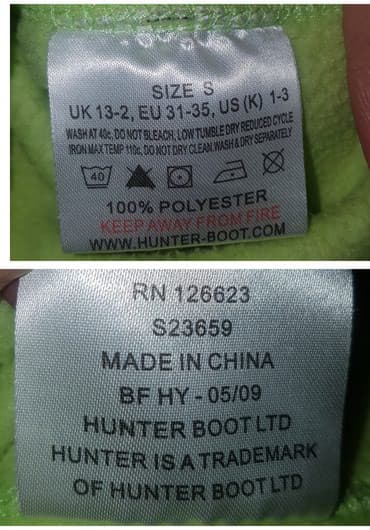 SIZE S
UK 13-2, EU 31-35, US (K) 1-3
WASH AT 40c, DO NOT BLEACH, LOW TUMBLE DRY REDUCED CYCLE
IRON MAX TEMP 110c, DO NOT DRY CLEAN. WASH & DRY SEPARATELY
40
100% POLYESTER
KEEP AWAY FROM FIRE
WWW.HUNTER-BOOT.COM
RN 126623
S23659
MADE IN CHINA
BF HY - 05/09
HUNTER BOOT LTD
HUNTER IS A TRADEMARK
OF HUNTER BOOT LTD